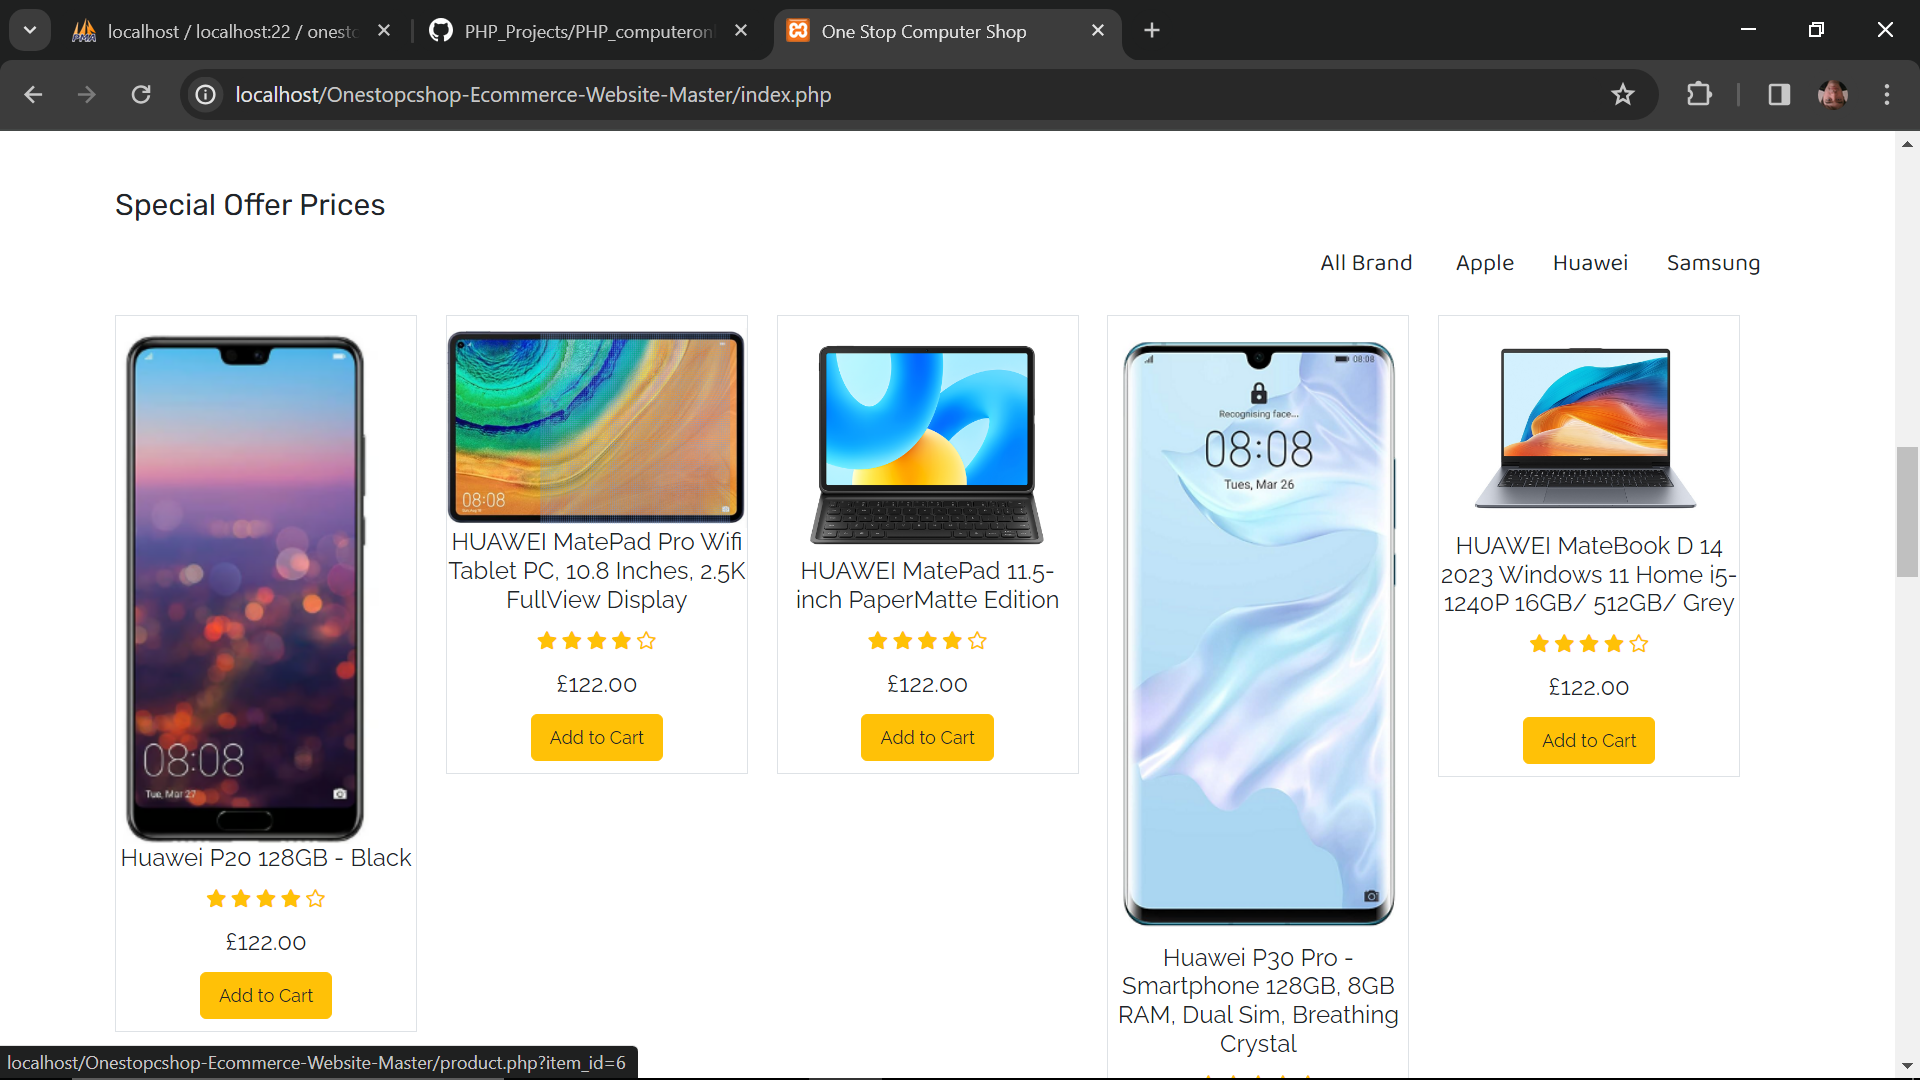 localhost / localhost:22 / onesto
PHP_Projects/PHP_computeronl
One Stop Computer Shop
localhost/Onestopcshop-Ecommerce-Website-Master/index.php
Special Offer Prices
All Brand Apple Huawei Samsung
08:08
Tue, Mar 27
Huawei P20 128GB - Black
£122.00
Add to Cart
08:08
HUAWEI MatePad Pro Wifi
Tablet PC, 10.8 Inches, 2.5K
FullView Display
£122.00
Add to Cart
HUAWEI MatePad 11.5-
inch PaperMatte Edition
£122.00
Add to Cart
08:08
Recognising face...
08:08
Tues, Mar 26
Huawei P30 Pro -
Smartphone 128GB, 8GB
RAM, Dual Sim, Breathing
Crystal
HUAWEI MateBook D 14
2023 Windows 11 Home i5-
1240P 16GB/ 512GB/ Grey
£122.00
Add to Cart
localhost/Onestopcshop-Ecommerce-Website-Master/product.php?item_id=6